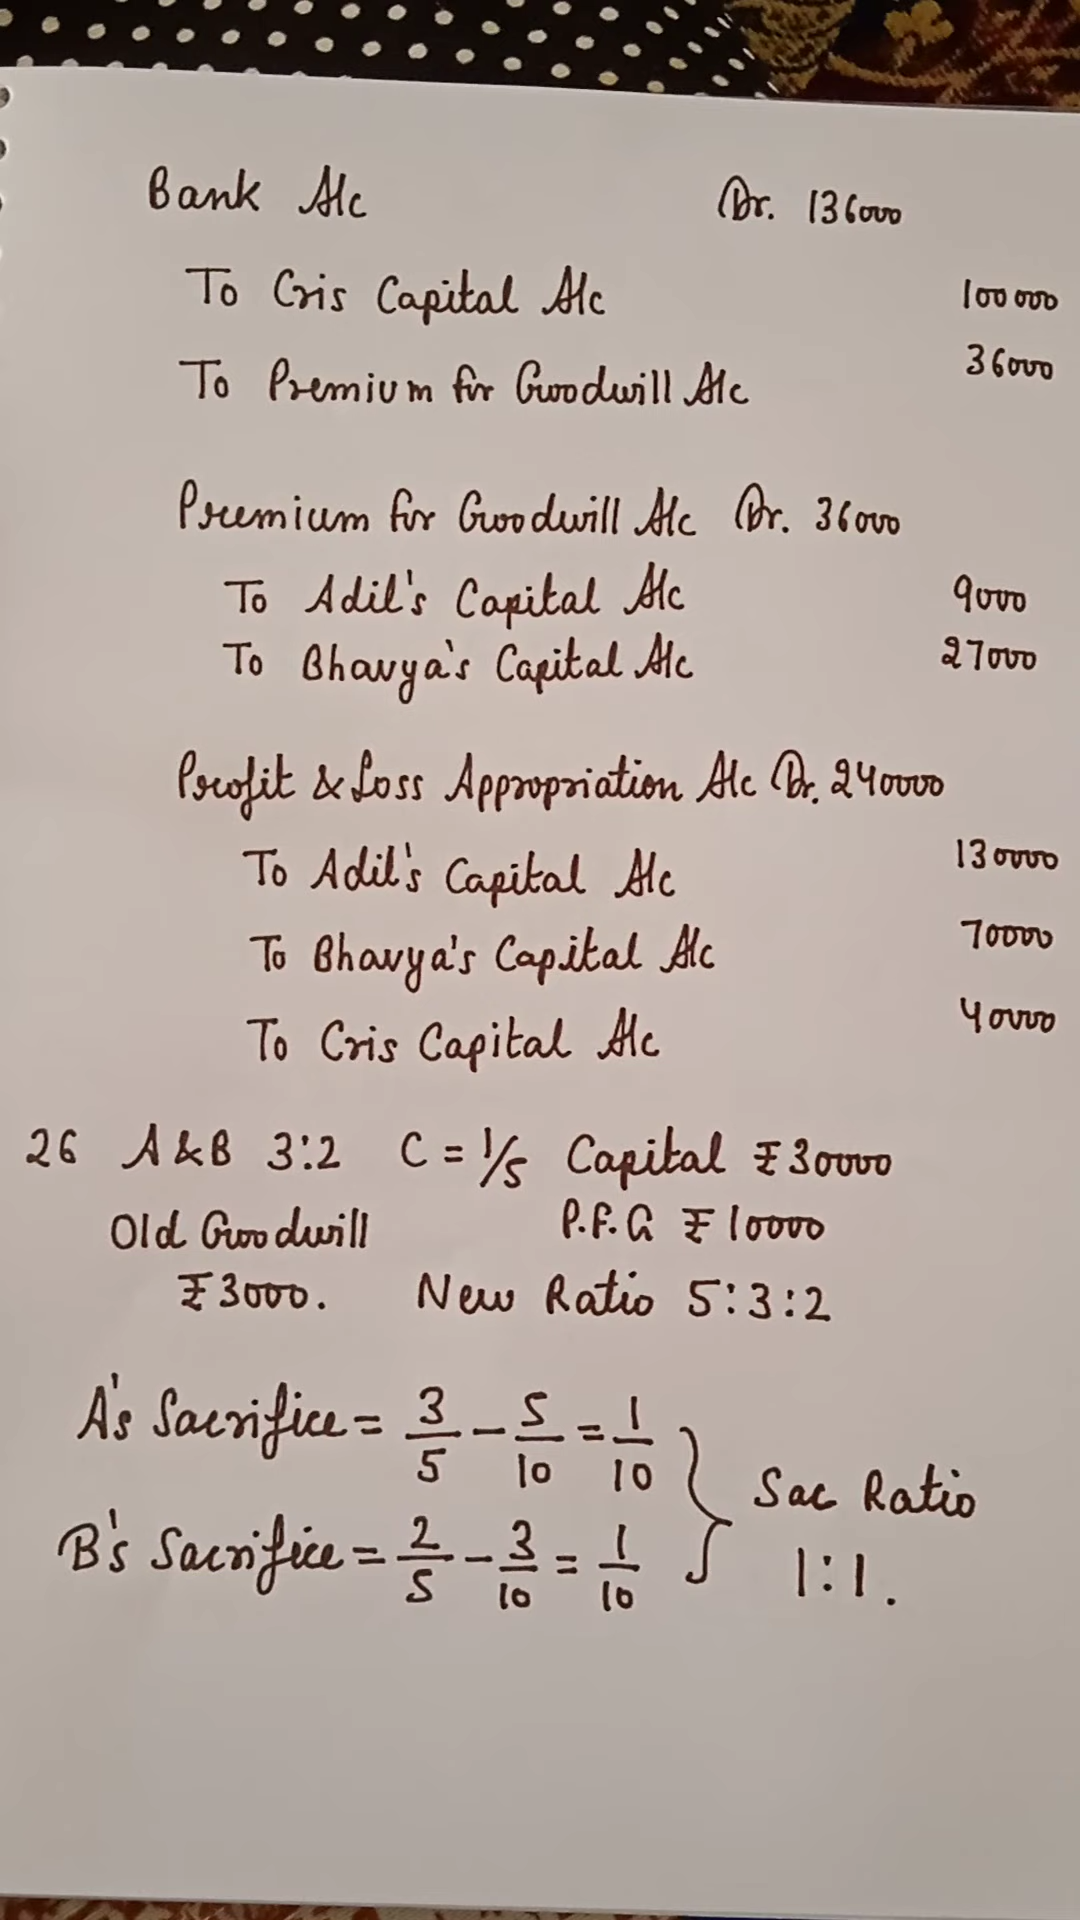 Bank A/c Dr. 136000
To Cris Capital A/c 100000
To Premium for Goodwill A/c 36000
Premium for Goodwill A/c Dr. 36000
To Adil's Capital A/c 9000
To Bhavya's Capital A/c 27000
Profit & Loss Appropriation A/c Dr. 240000
To Adil's Capital A/c 130000
To Bhavya's Capital A/c 70000
To Cris Capital A/c 40000
26 A & B 3:2 C = 1/5 Capital ₹30000
Old Goodwill P.F.G ₹10000
₹3000. New Ratio 5:3:2
A's Sacrifice = 3/5 - 5/10 = 1/10
Sac Ratio
B's Sacrifice = 2/5 - 3/10 = 1/10
1:1.